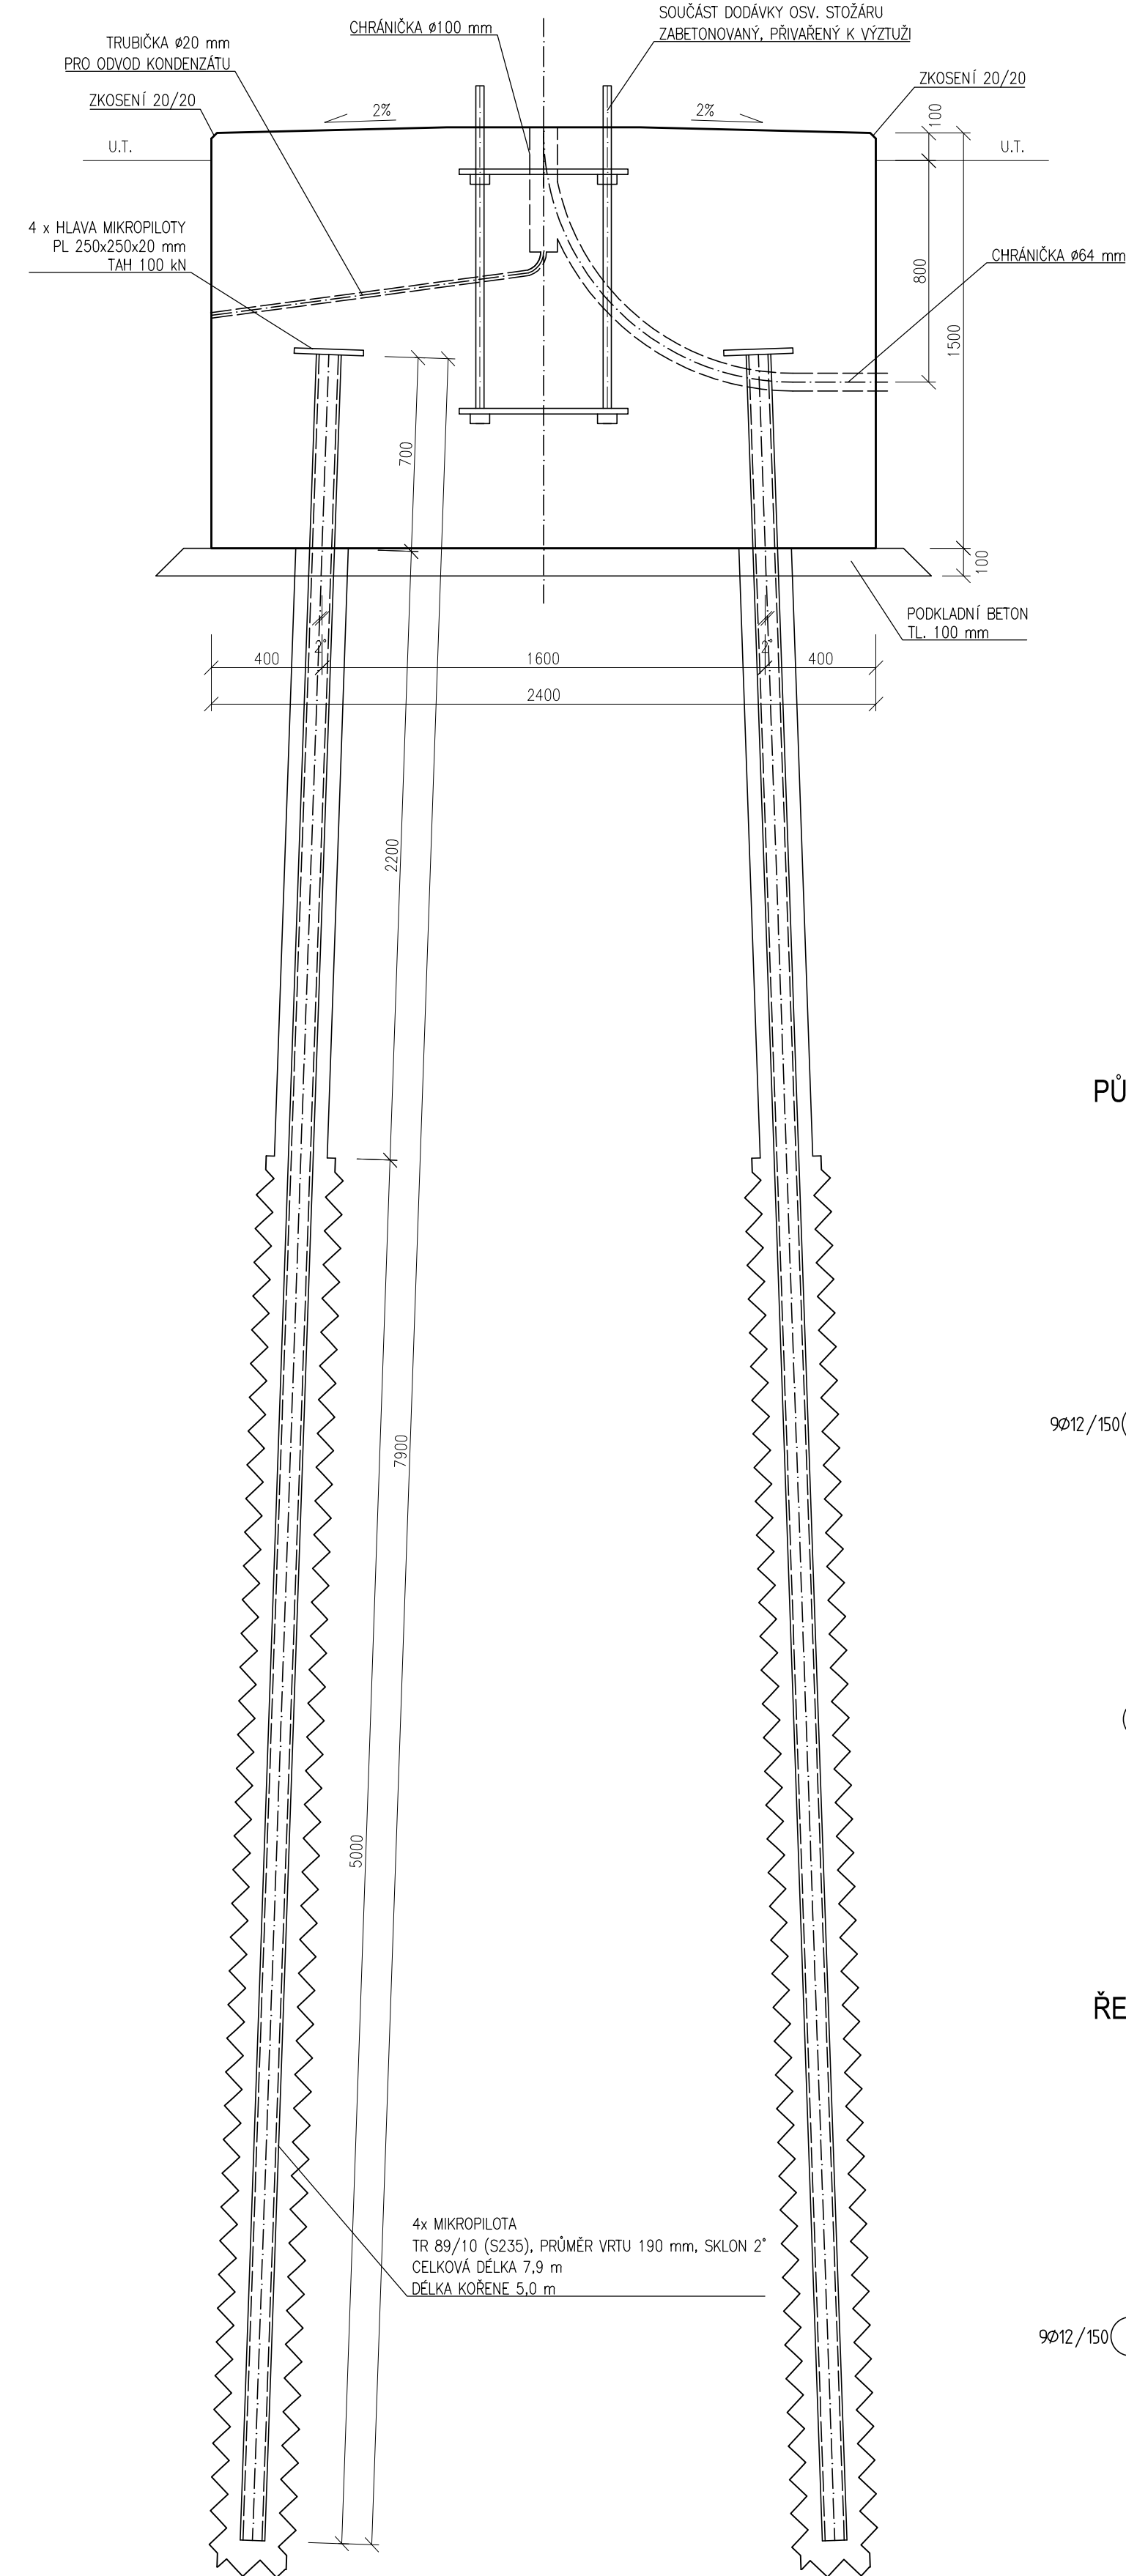 SOUČÁST DODÁVKY OSV. STOŽÁRU
ZABETONOVANÝ, PŘIVAŘENÝ K VÝZTUŽI
CHRÁNIČKA ø100 mm
TRUBIČKA ø20 mm
PRO ODVOD KONDENZÁTU
ZKOSENÍ 20/20
ZKOSENÍ 20/20
2%
2%
100
U.T.
U.T.
4 x HLAVA MIKROPILOTY
PL 250x250x20 mm
TAH 100 kN
CHRÁNIČKA ø64 mm
800
1500
700
100
PODKLADNÍ BETON
TL. 100 mm
2°
2°
400
1600
400
2400
2200
PŮ
9Ø12/150
7900
5000
ŘE
4x MIKROPILOTA
TR 89/10 (S235), PRŮMĚR VRTU 190 mm, SKLON 2°
CELKOVÁ DÉLKA 7,9 m
DÉLKA KOŘENE 5,0 m
9Ø12/150